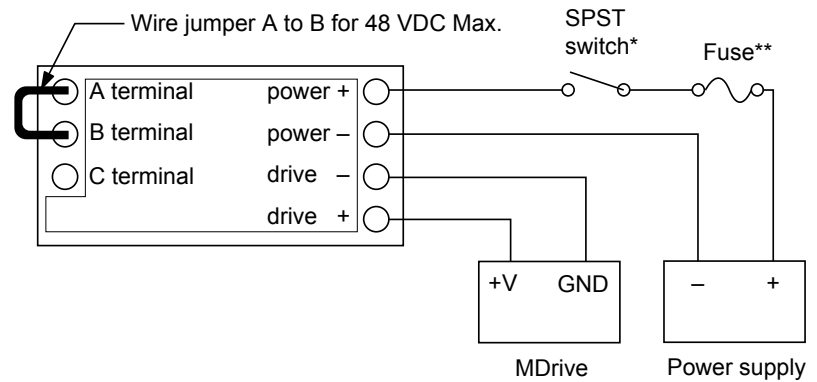 Wire jumper A to B for 48 VDC Max.
SPST
switch*
Fuse**
A terminal power +
B terminal power –
C terminal drive –
drive +
+V GND
– +
MDrive
Power supply